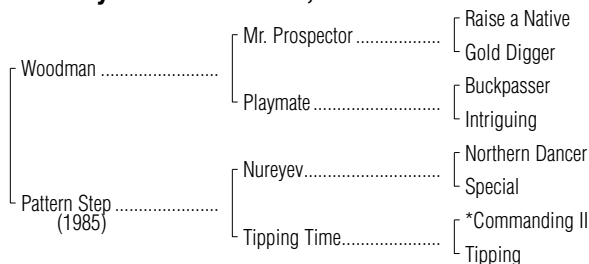 Raise a Native
Mr. Prospector ..................
Gold Digger
Woodman .........................
Buckpasser
Playmate ...........................
Intriguing
Northern Dancer
Nureyev.............................
Special
Pattern Step ......................
(1985)
*Commanding II
Tipping Time.....................
Tipping